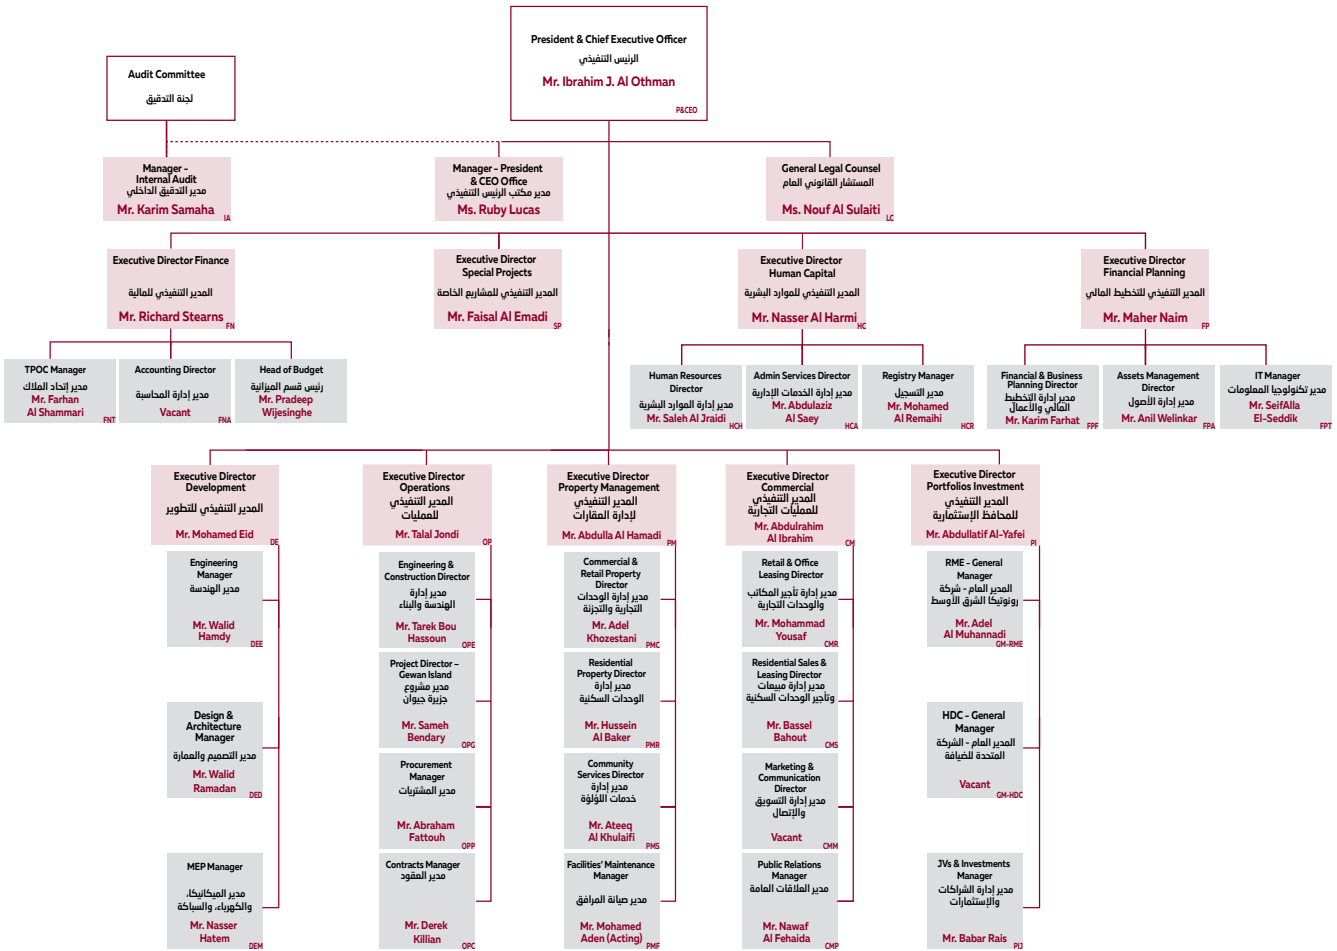 President & Chief Executive Officer
الرئيس التنفيذي
Mr. Ibrahim J. Al Othman
P&CEO
Audit Committee
لجنة التدقيق
Manager –
Internal Audit
مدير التدقيق الداخلي
Mr. Karim Samaha
IA
Manager – President
& CEO Office
مدير مكتب الرئيس التنفيذي
Ms. Ruby Lucas
General Legal Counsel
المستشار القانوني العام
Ms. Nouf Al Sulaiti
LC
Executive Director Finance
المدير التنفيذي للمالية
Mr. Richard Stearns
FN
Executive Director
Special Projects
المدير التنفيذي للمشاريع الخاصة
Mr. Faisal Al Emadi
SP
Executive Director
Human Capital
المدير التنفيذي للموارد البشرية
Mr. Nasser Al Harmi
HC
Executive Director
Financial Planning
المدير التنفيذي للتخطيط المالي
Mr. Maher Naim
FP
TPOC Manager
مدير إتحاد الملاك
Mr. Farhan
Al Shammari
FNT
Accounting Director
مدير إدارة المحاسبة
Vacant
FNA
Head of Budget
رئيس قسم الميزانية
Mr. Pradeep
Wijesinghe
Human Resources
Director
مدير إدارة الموارد البشرية
Mr. Saleh Al Jraidi
HCH
Admin Services Director
مدير إدارة الخدمات الإدارية
Mr. Abdulaziz
Al Saey
HCA
Registry Manager
مدير التسجيل
Mr. Mohamed
Al Remaihi
HCR
Financial & Business
Planning Director
مدير إدارة التخطيط
المالي والأعمال
Mr. Karim Farhat
FPF
Assets Management
Director
مدير إدارة الأصول
Mr. Anil Welinkar
FPA
IT Manager
مدير تكنولوجيا المعلومات
Mr. SeifAlla
El-Seddik
FPT
Executive Director
Development
المدير التنفيذي للتطوير
Mr. Mohamed Eid
DE
Executive Director
Operations
المدير التنفيذي
للعمليات
Mr. Talal Jondi
OP
Executive Director
Property Management
المدير التنفيذي
لإدارة العقارات
Mr. Abdulla Al Hamadi
PM
Executive Director
Commercial
المدير التنفيذي
للعمليات التجارية
Mr. Abdulrahim
Al Ibrahim
CM
Executive Director
Portfolios Investment
المدير التنفيذي
للمحافظ الإستثمارية
Mr. Abdullatif Al-Yafei
PI
Engineering
Manager
مدير الهندسة
Mr. Walid
Hamdy
DEE
Engineering &
Construction Director
مدير إدارة
الهندسة والبناء
Mr. Tarek Bou
Hassoun
OPE
Commercial &
Retail Property
Director
مدير إدارة الوحدات
التجارية والتجزئة
Mr. Adel
Khozestani
PMC
Retail & Office
Leasing Director
مدير إدارة تأجير المكاتب
والوحدات التجارية
Mr. Mohammad
Yousaf
CMR
RME – General
Manager
المدير العام - شركة
رونوتيكا الشرق الأوسط
Mr. Adel
Al Muhannadi
GM-RME
Project Director –
Gewan Island
مدير مشروع
جزيرة جيوان
Mr. Sameh
Bendary
OPG
Residential
Property Director
مدير إدارة
الوحدات السكنية
Mr. Hussein
Al Baker
PMR
Residential Sales &
Leasing Director
مدير إدارة مبيعات
وتأجير الوحدات السكنية
Mr. Bassel
Bahout
CMS
Design &
Architecture
Manager
مدير التصميم والعمارة
Mr. Walid
Ramadan
DED
HDC – General
Manager
المدير العام - الشركة
المتحدة للضيافة
Vacant
GM-HDC
Procurement
Manager
مدير المشتريات
Mr. Abraham
Fattouh
OPP
Community
Services Director
مدير إدارة
خدمات اللؤلؤة
Mr. Ateeq
Al Khulaifi
PMS
Marketing &
Communication
Director
مدير إدارة التسويق
والإتصال
Vacant
CMM
MEP Manager
مدير الميكانيكا،
والكهرباء، والسباكة
Mr. Nasser
Hatem
DEM
Contracts Manager
مدير العقود
Mr. Derek
Killian
OPC
Facilities' Maintenance
Manager
مدير صيانة المرافق
Mr. Mohamed
Aden (Acting)
PMF
Public Relations
Manager
مدير العلاقات العامة
Mr. Nawaf
Al Fehaida
CMP
JVs & Investments
Manager
مدير إدارة الشراكات
والإستثمارات
Mr. Babar Rais
PIJ